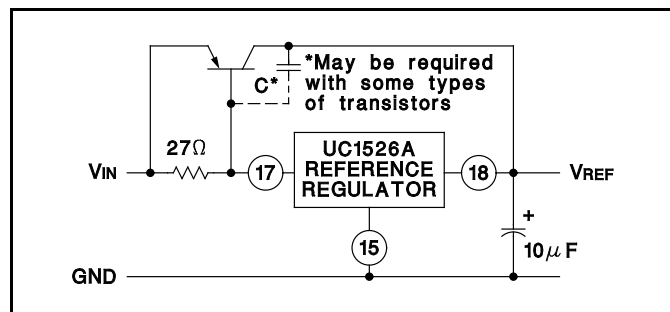 *May be required
with some types
of transistors
C*
27Ω
UC1526A
REFERENCE
REGULATOR
VIN
17
18
VREF
+
10μF
15
GND